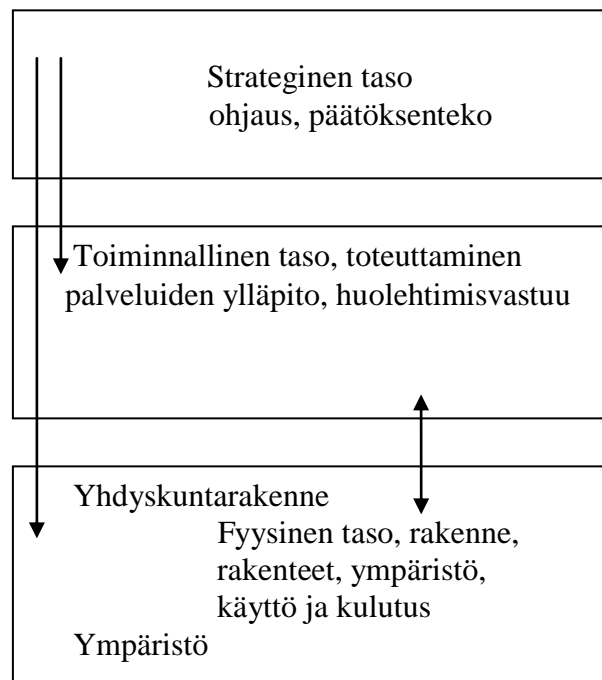 Strateginen taso
ohjaus, päätöksenteko
Toiminnallinen taso, toteuttaminen
palveluiden ylläpito, huolehtimisvastuu
Yhdyskuntarakenne
Fyysinen taso, rakenne,
rakenteet, ympäristö,
käyttö ja kulutus
Ympäristö